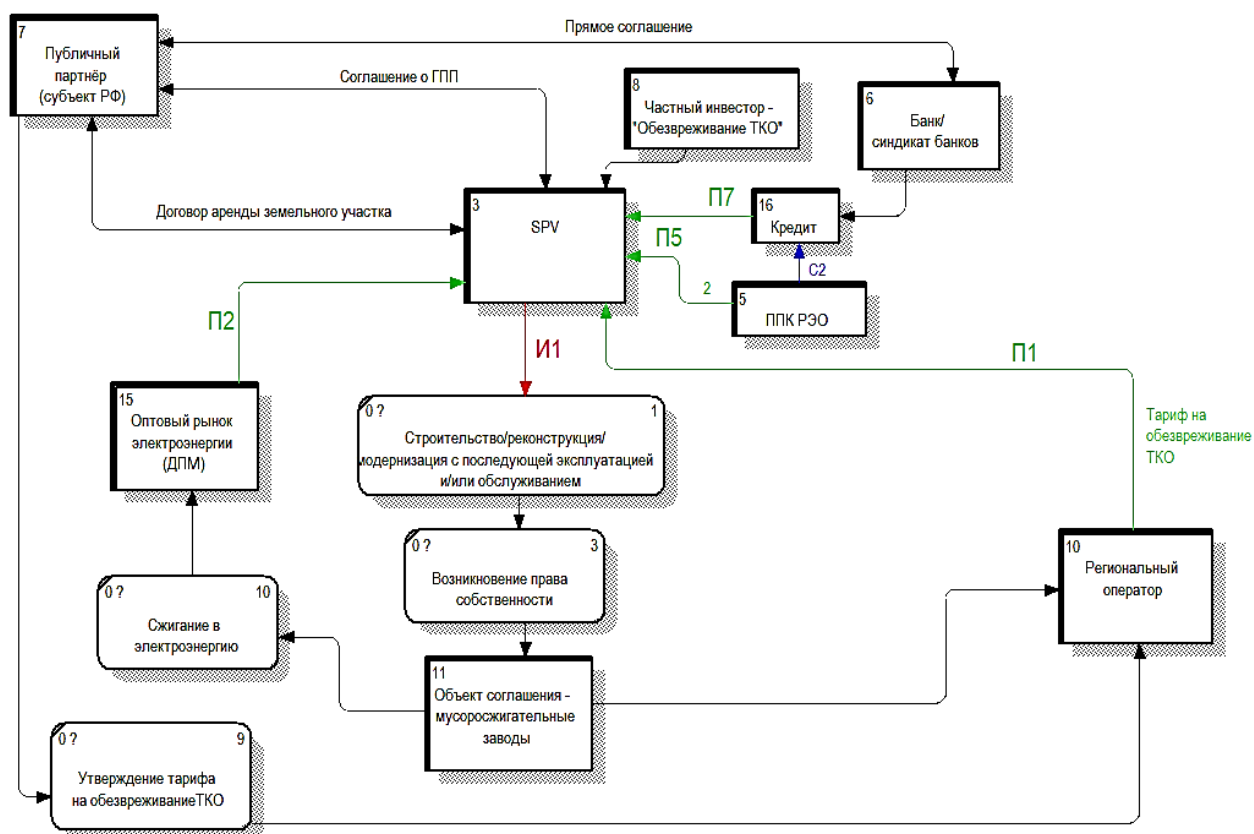 Прямое соглашение
7
Публичный
партнёр
(субъект РФ)
Соглашение о ГПП
8
Частный инвестор -
"Обезвреживание ТКО"
6
Банк/
синдикат банков
Договор аренды земельного участка
3
SPV
П7
16
Кредит
П5
С2
2
5
ППК РЭО
П2
И1
П1
15
Оптовый рынок
электроэнергии
(ДПМ)
0 ?
1
Строительство/реконструкция/
модернизация с последующей эксплуатацией
и/или обслуживанием
Тариф на
обезвреживание
ТКО
0 ?
3
Возникновение права
собственности
10
Региональный
оператор
0 ?
10
Сжигание в
электроэнергию
11
Объект соглашения -
мусоросжигательные
заводы
0 ?
9
Утверждение тарифа
на обезвреживаниеТКО